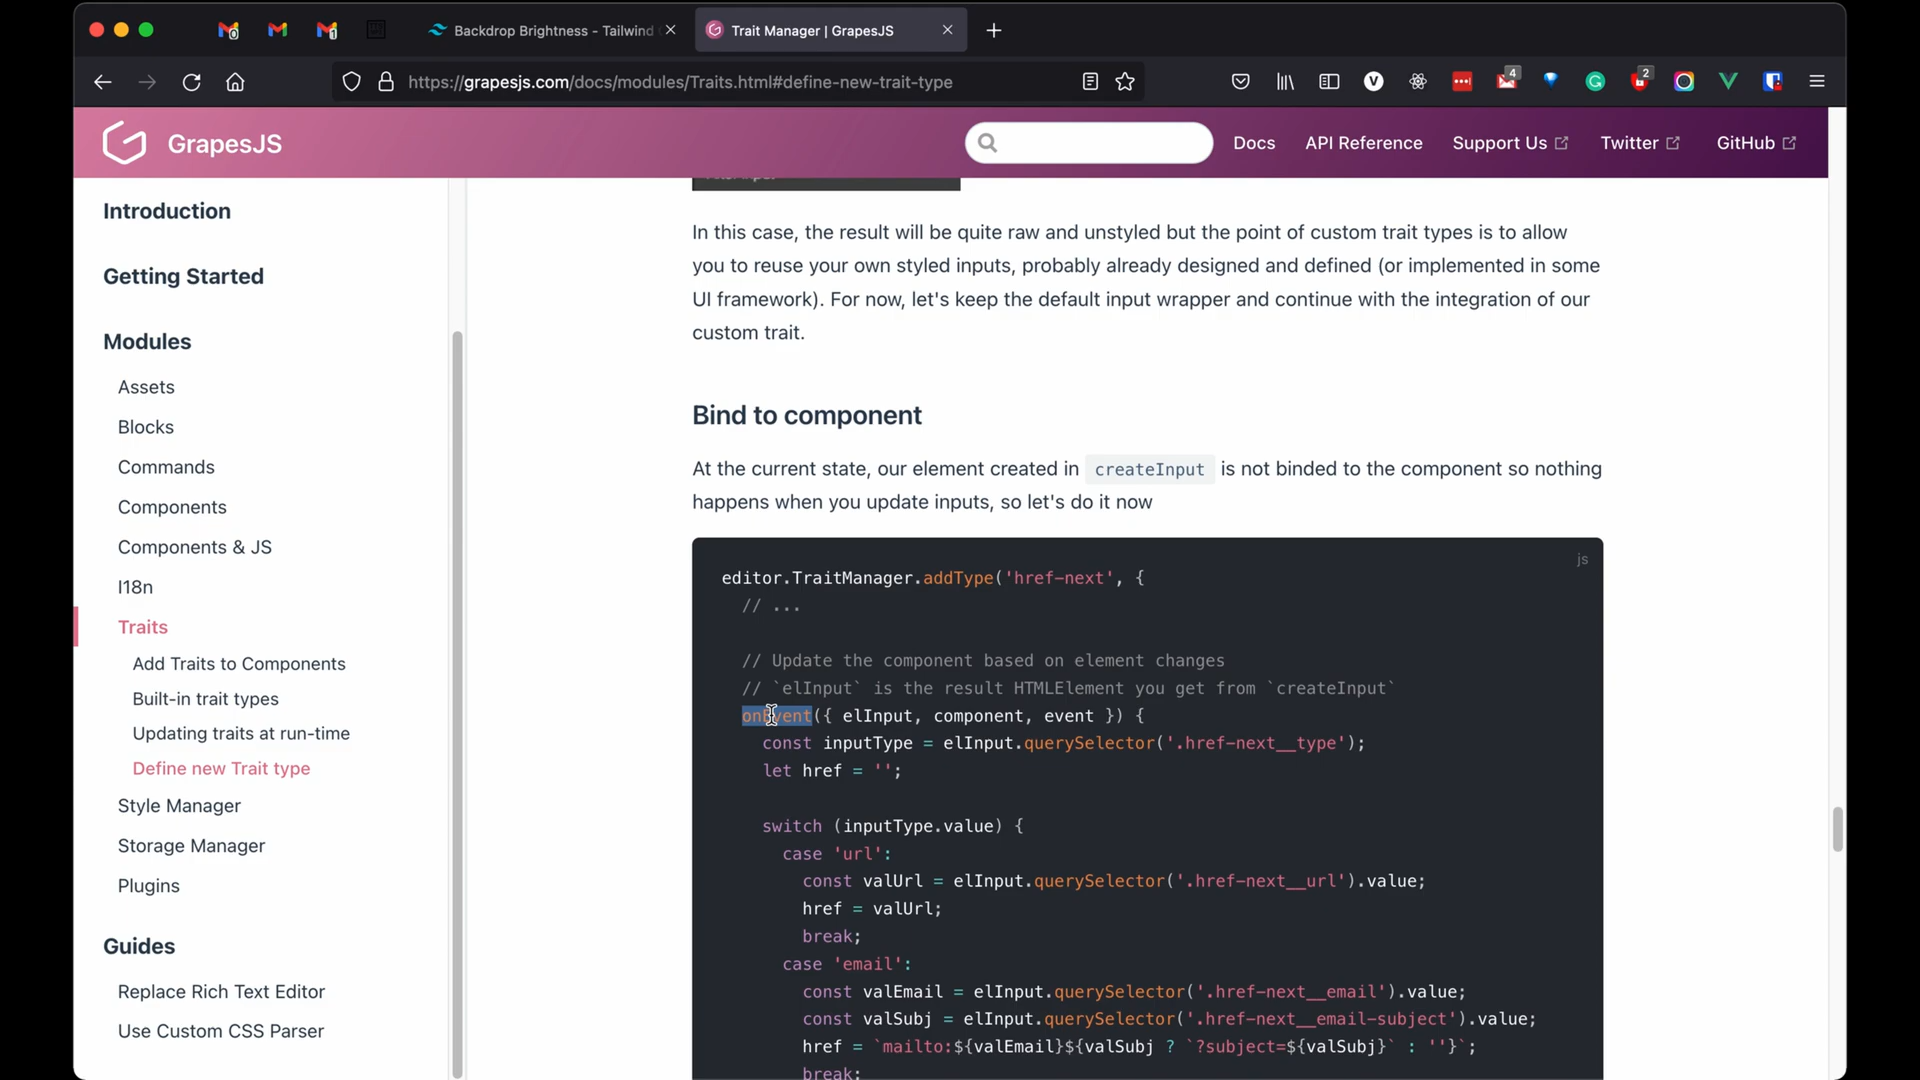 Backdrop Brightness - Tailwind
Trait Manager | GrapesJS
https://grapesjs.com/docs/modules/Traits.html#define-new-trait-type
4
2
GrapesJS
Docs
API Reference
Support Us
Twitter
GitHub
Introduction
Getting Started
Modules
Assets
Blocks
Commands
Components
Components & JS
I18n
Traits
Add Traits to Components
Built-in trait types
Updating traits at run-time
Define new Trait type
Style Manager
Storage Manager
Plugins
Guides
Replace Rich Text Editor
Use Custom CSS Parser
In this case, the result will be quite raw and unstyled but the point of custom trait types is to allow
you to reuse your own styled inputs, probably already designed and defined (or implemented in some
UI framework). For now, let's keep the default input wrapper and continue with the integration of our
custom trait.
Bind to component
At the current state, our element created in createInput is not binded to the component so nothing
happens when you update inputs, so let's do it now
js
editor.TraitManager.addType('href-next', {
// ...
// Update the component based on element changes
// `elInput` is the result HTMLElement you get from `createInput`
onEvent({ elInput, component, event }) {
const inputType = elInput.querySelector('.href-next__type');
let href = '';
switch (inputType.value) {
case 'url':
const valUrl = elInput.querySelector('.href-next__url').value;
href = valUrl;
break;
case 'email':
const valEmail = elInput.querySelector('.href-next__email').value;
const valSubj = elInput.querySelector('.href-next__email-subject').value;
href = `mailto:${valEmail}${valSubj ? `?subject=${valSubj}` : ''}`;
break;